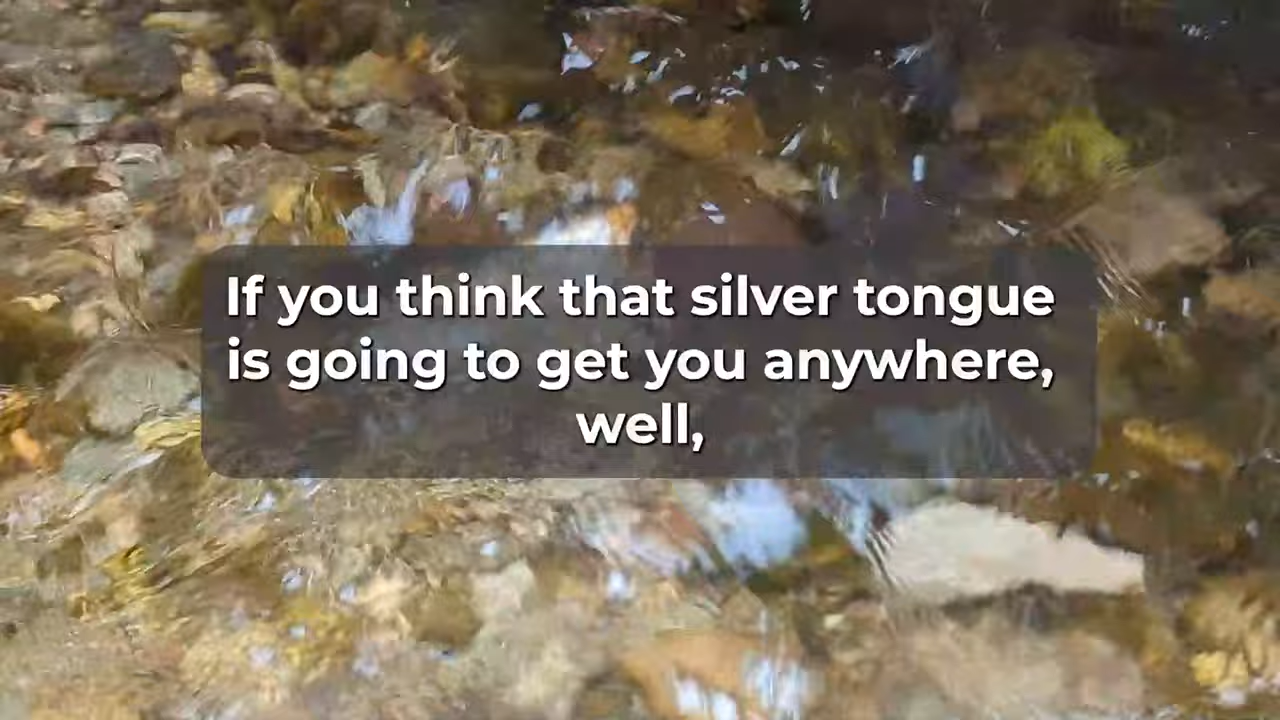 If you think that silver tongue
is going to get you anywhere,
well,